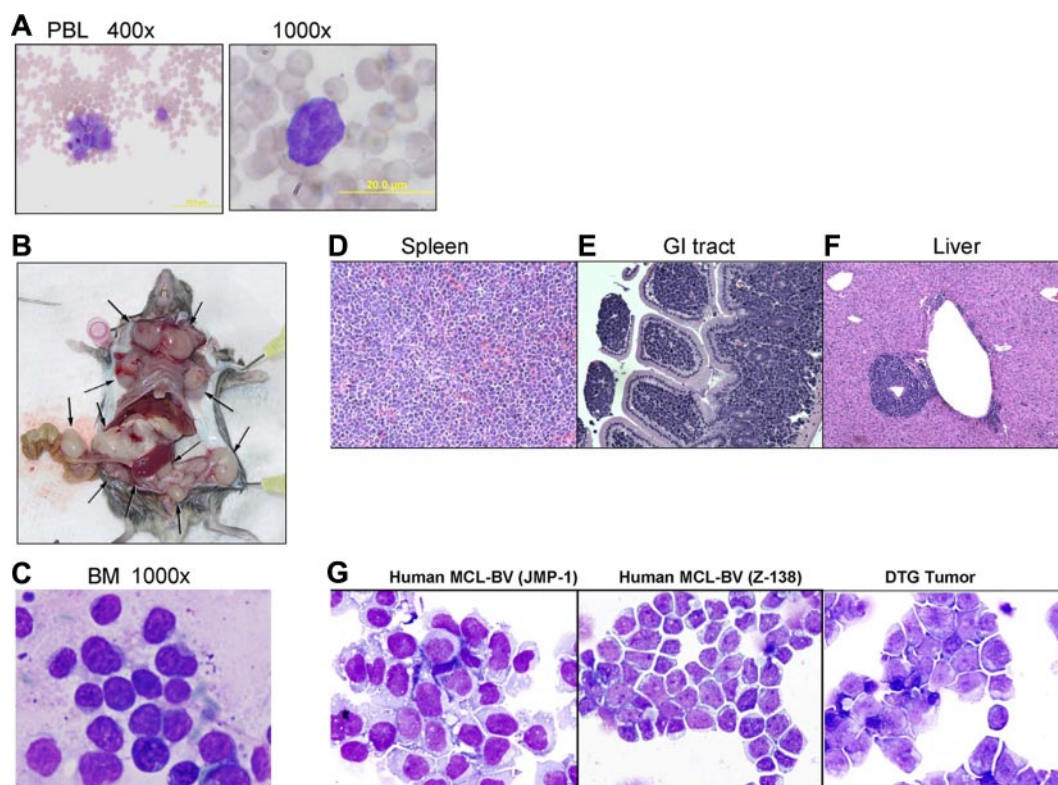 A PBL 400x 1000x
20.0 µm
B
D Spleen E GI tract F Liver
C BM 1000x
G Human MCL-BV (JMP-1) Human MCL-BV (Z-138) DTG Tumor